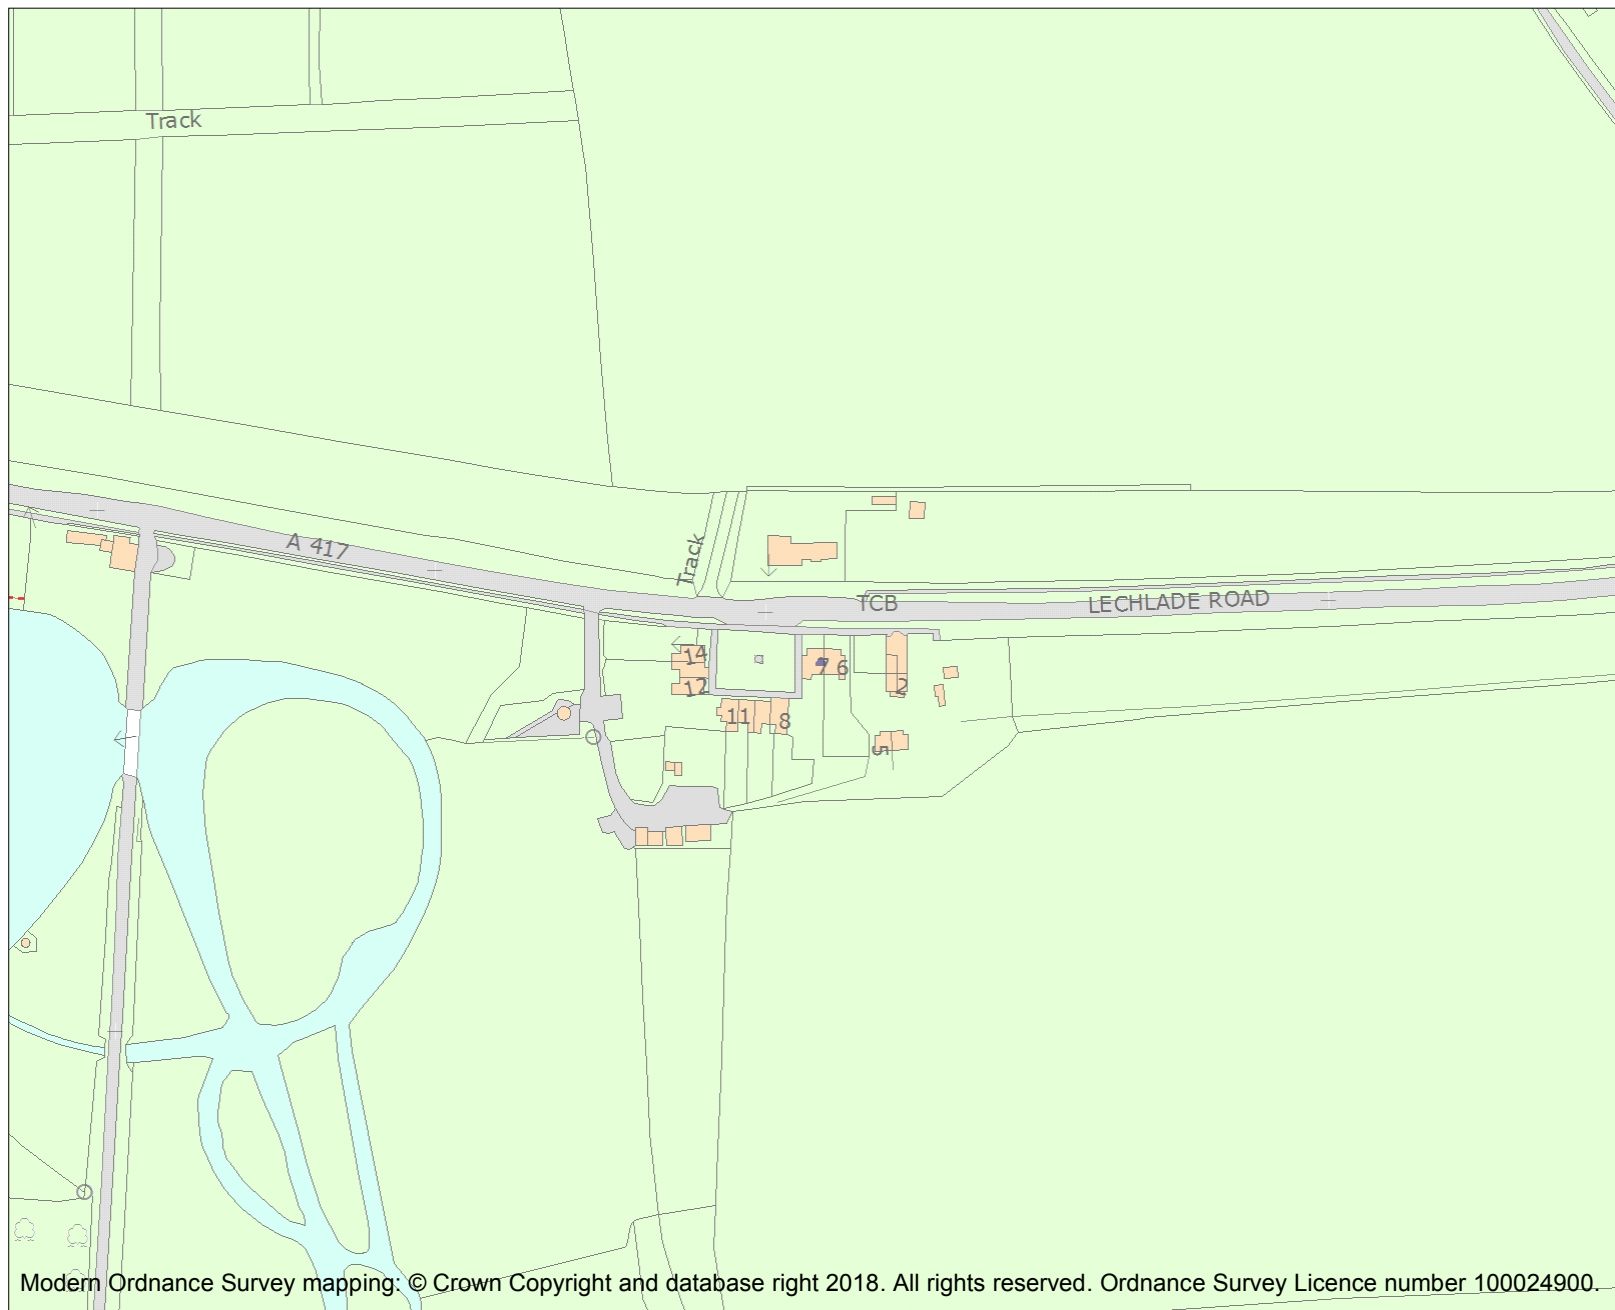 Track
A 417
Track
TCB
LECHLADE ROAD
14
12
7 6
2
11
8
5
Modern Ordnance Survey mapping: © Crown Copyright and database right 2018. All rights reserved. Ordnance Survey Licence number 100024900.